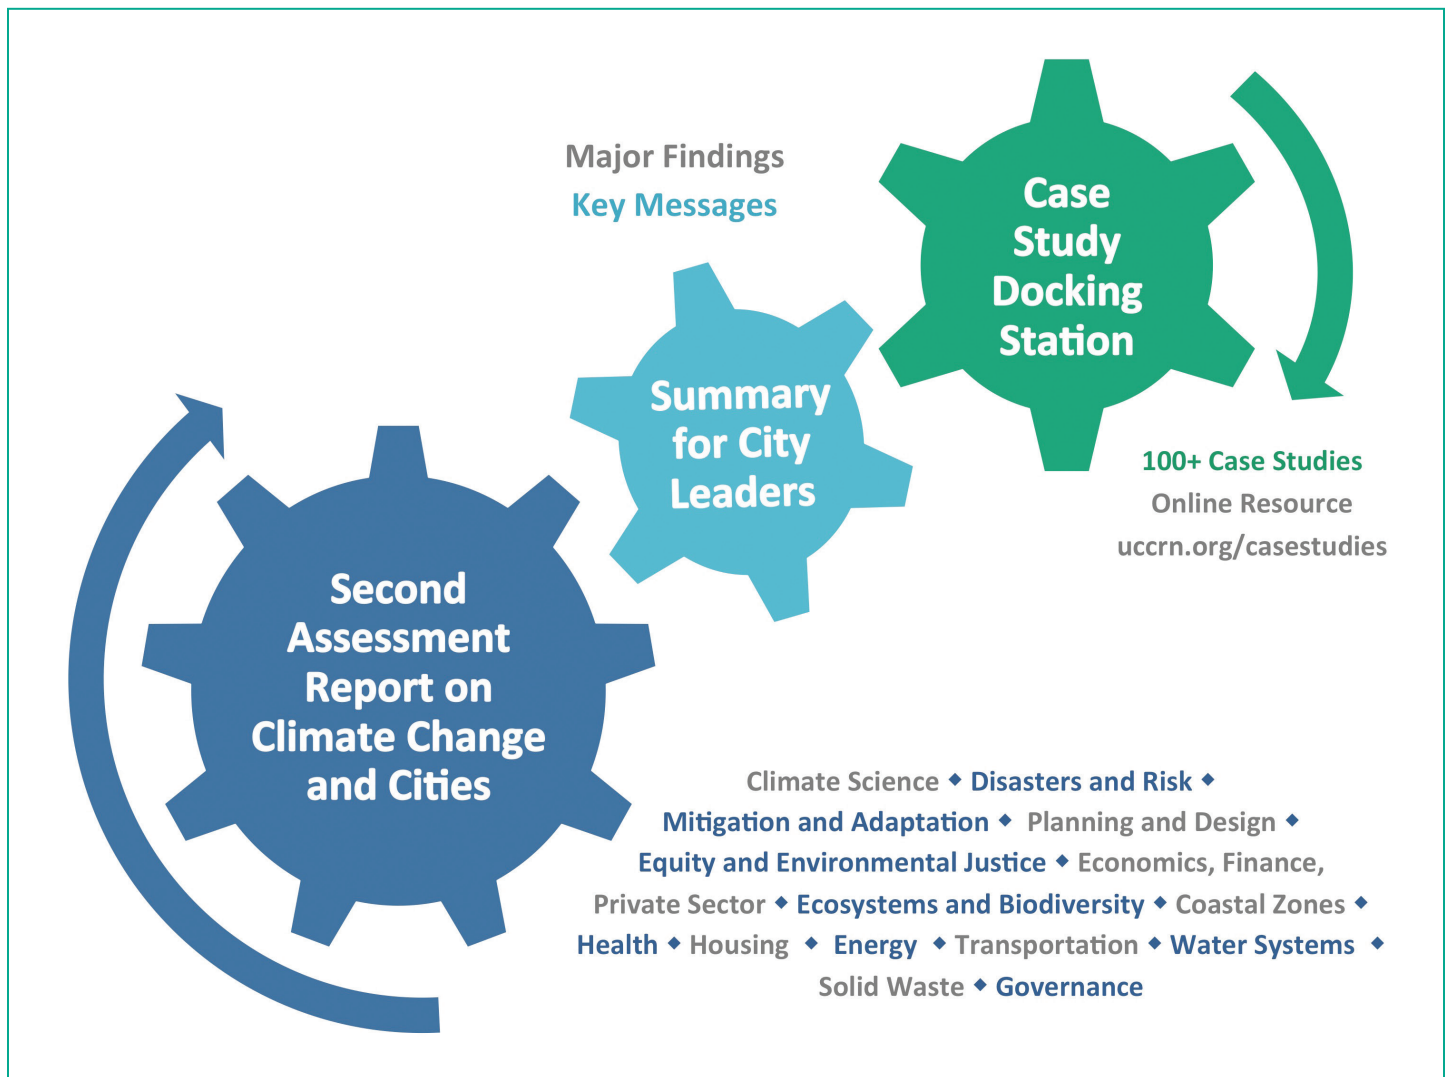 Major Findings
Key Messages
Case
Study
Docking
Station
Summary
for City
Leaders
100+ Case Studies
Online Resource
uccrn.org/casestudies
Second
Assessment
Report on
Climate Change
and Cities
Climate Science ◆ Disasters and Risk ◆
Mitigation and Adaptation ◆ Planning and Design ◆
Equity and Environmental Justice ◆ Economics, Finance,
Private Sector ◆ Ecosystems and Biodiversity ◆ Coastal Zones ◆
Health ◆ Housing ◆ Energy ◆ Transportation ◆ Water Systems ◆
Solid Waste ◆ Governance